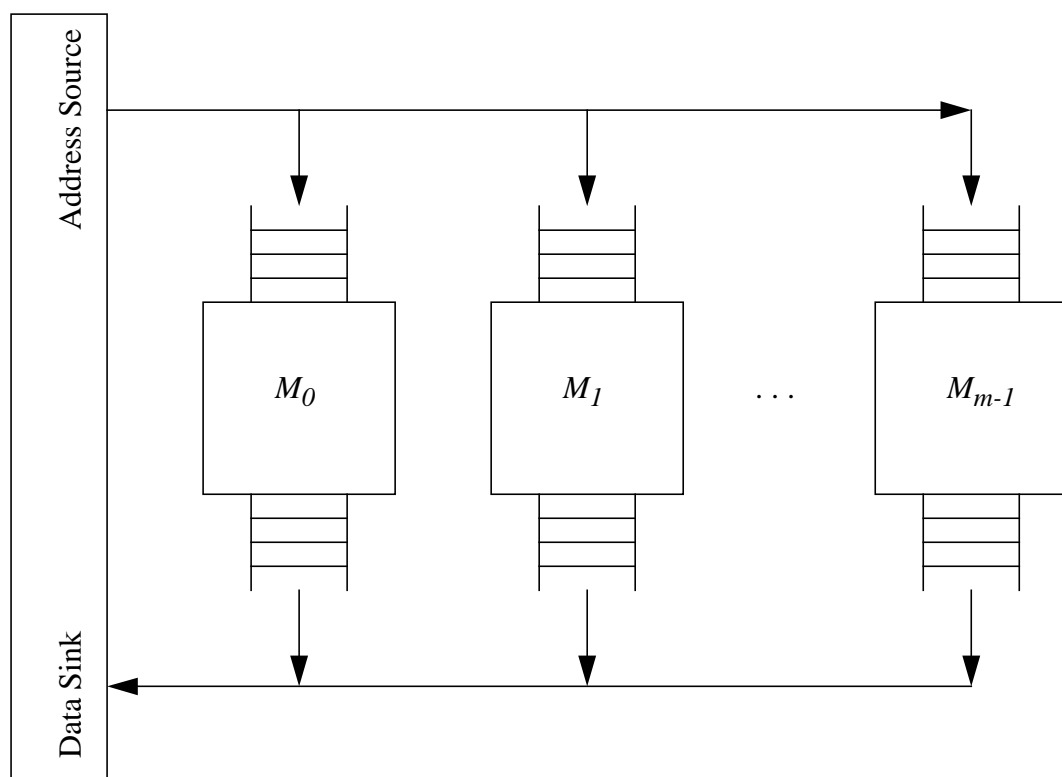 Address Source
M0
M1
. . .
Mm-1
Data Sink